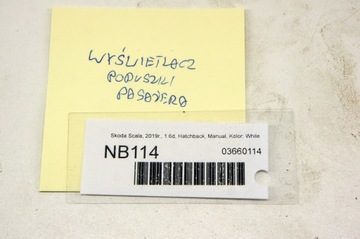 WYŚWIETLACZ
PODUSZKI
PASAŻERA
Skoda Scala, 2019r., 1.6d, Hatchback, Manual, Kolor: White
NB114
03660114